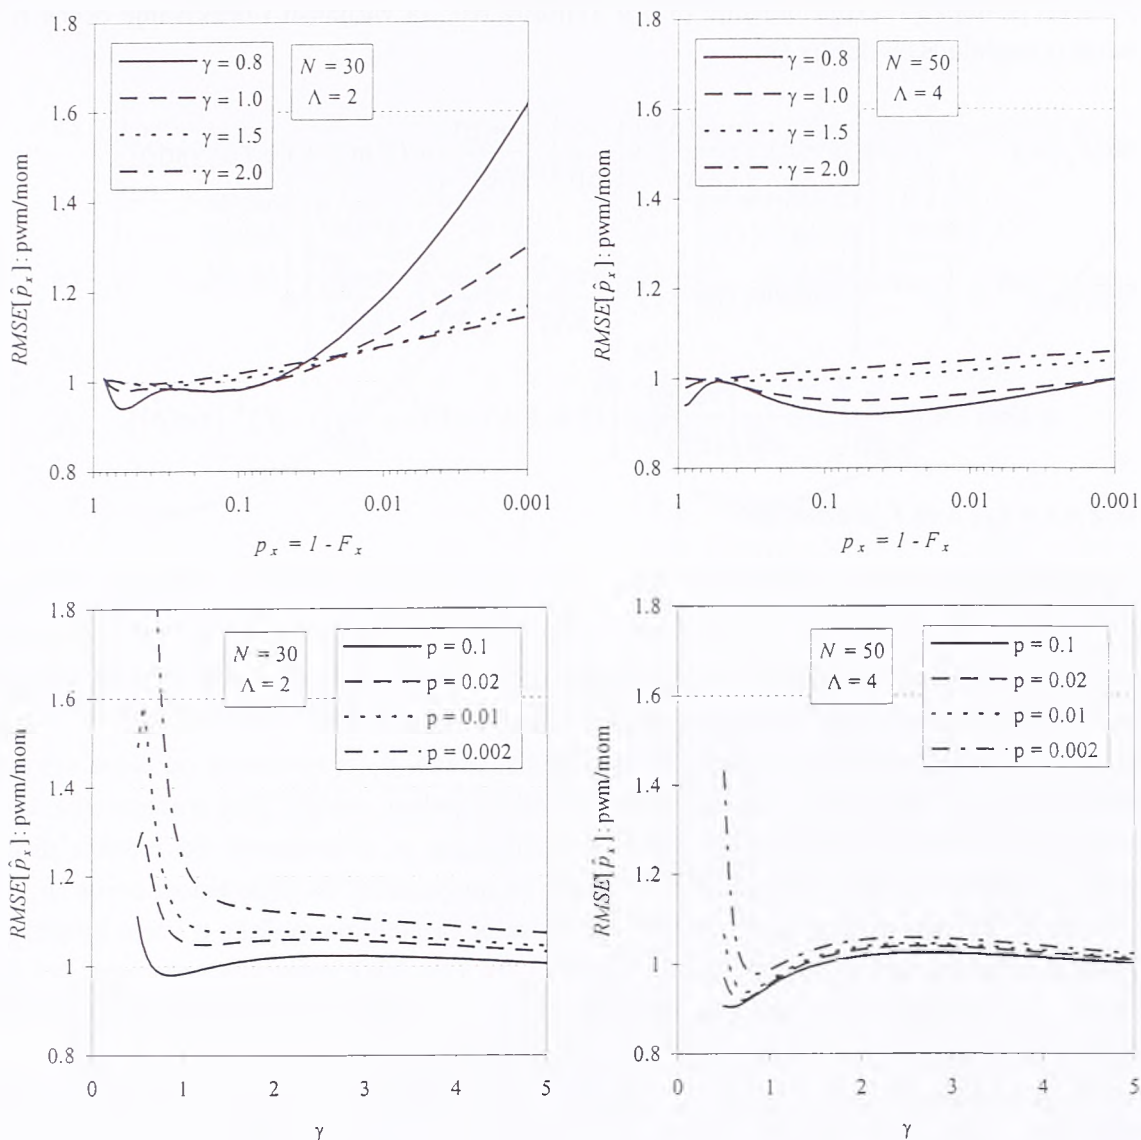 1.8
1.6
1.4
1.2
1
0.8
RMSE[p̂ₓ]: pwm/mom
γ = 0.8
γ = 1.0
γ = 1.5
γ = 2.0
N = 30
Λ = 2
1
0.1
0.01
0.001
pₓ = 1 - Fₓ
1.8
1.6
1.4
1.2
1
0.8
RMSE[p̂ₓ]: pwm/mom
γ = 0.8
γ = 1.0
γ = 1.5
γ = 2.0
N = 50
Λ = 4
1
0.1
0.01
0.001
pₓ = 1 - Fₓ
1.8
1.6
1.4
1.2
1
0.8
RMSE[p̂ₓ]: pwm/mom
N = 30
Λ = 2
p = 0.1
p = 0.02
p = 0.01
p = 0.002
0 1 2 3 4 5
γ
1.8
1.6
1.4
1.2
1
0.8
RMSE[p̂ₓ]: pwm/mom
N = 50
Λ = 4
p = 0.1
p = 0.02
p = 0.01
p = 0.002
0 1 2 3 4 5
γ